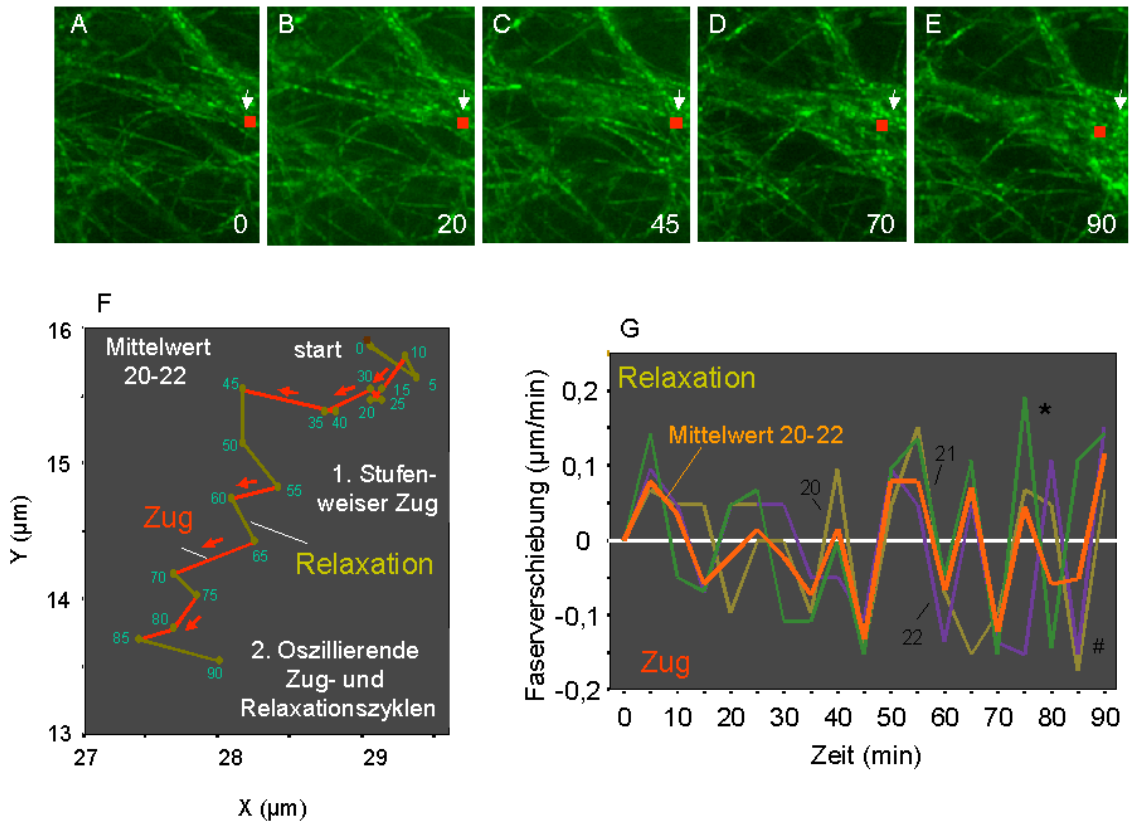 A
B
C
D
E
0
20
45
70
90
F
16
15
14
13
27
28
29
Y (µm)
X (µm)
Mittelwert
20-22
start
0
10
5
30
15
20
25
35
40
45
50
55
60
65
70
75
80
85
90
1. Stufen-
weiser Zug
Zug
Relaxation
2. Oszillierende
Zug- und
Relaxationszyklen
G
Faserverschiebung (µm/min)
0,2
0,1
0
-0,1
-0,2
Relaxation
Mittelwert 20-22
20
21
22
*
#
Zug
0
10
20
30
40
50
60
70
80
90
Zeit (min)